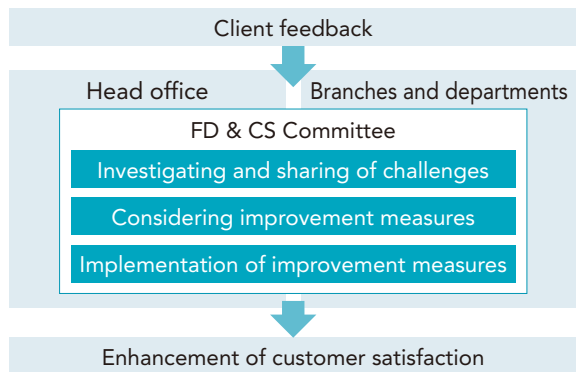 Client feedback
Head office
Branches and departments
FD & CS Committee
Investigating and sharing of challenges
Considering improvement measures
Implementation of improvement measures
Enhancement of customer satisfaction